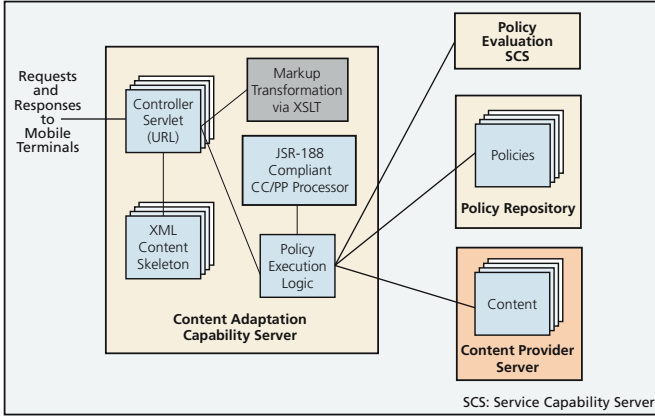 Requests
and
Responses
to
Mobile
Terminals
Controller
Servlet
(URL)
Markup
Transformation
via XSLT
JSR-188
Compliant
CC/PP Processor
XML
Content
Skeleton
Policy
Execution
Logic
Content Adaptation
Capability Server
Policy
Evaluation
SCS
Policies
Policy Repository
Content
Content Provider
Server
SCS: Service Capability Server